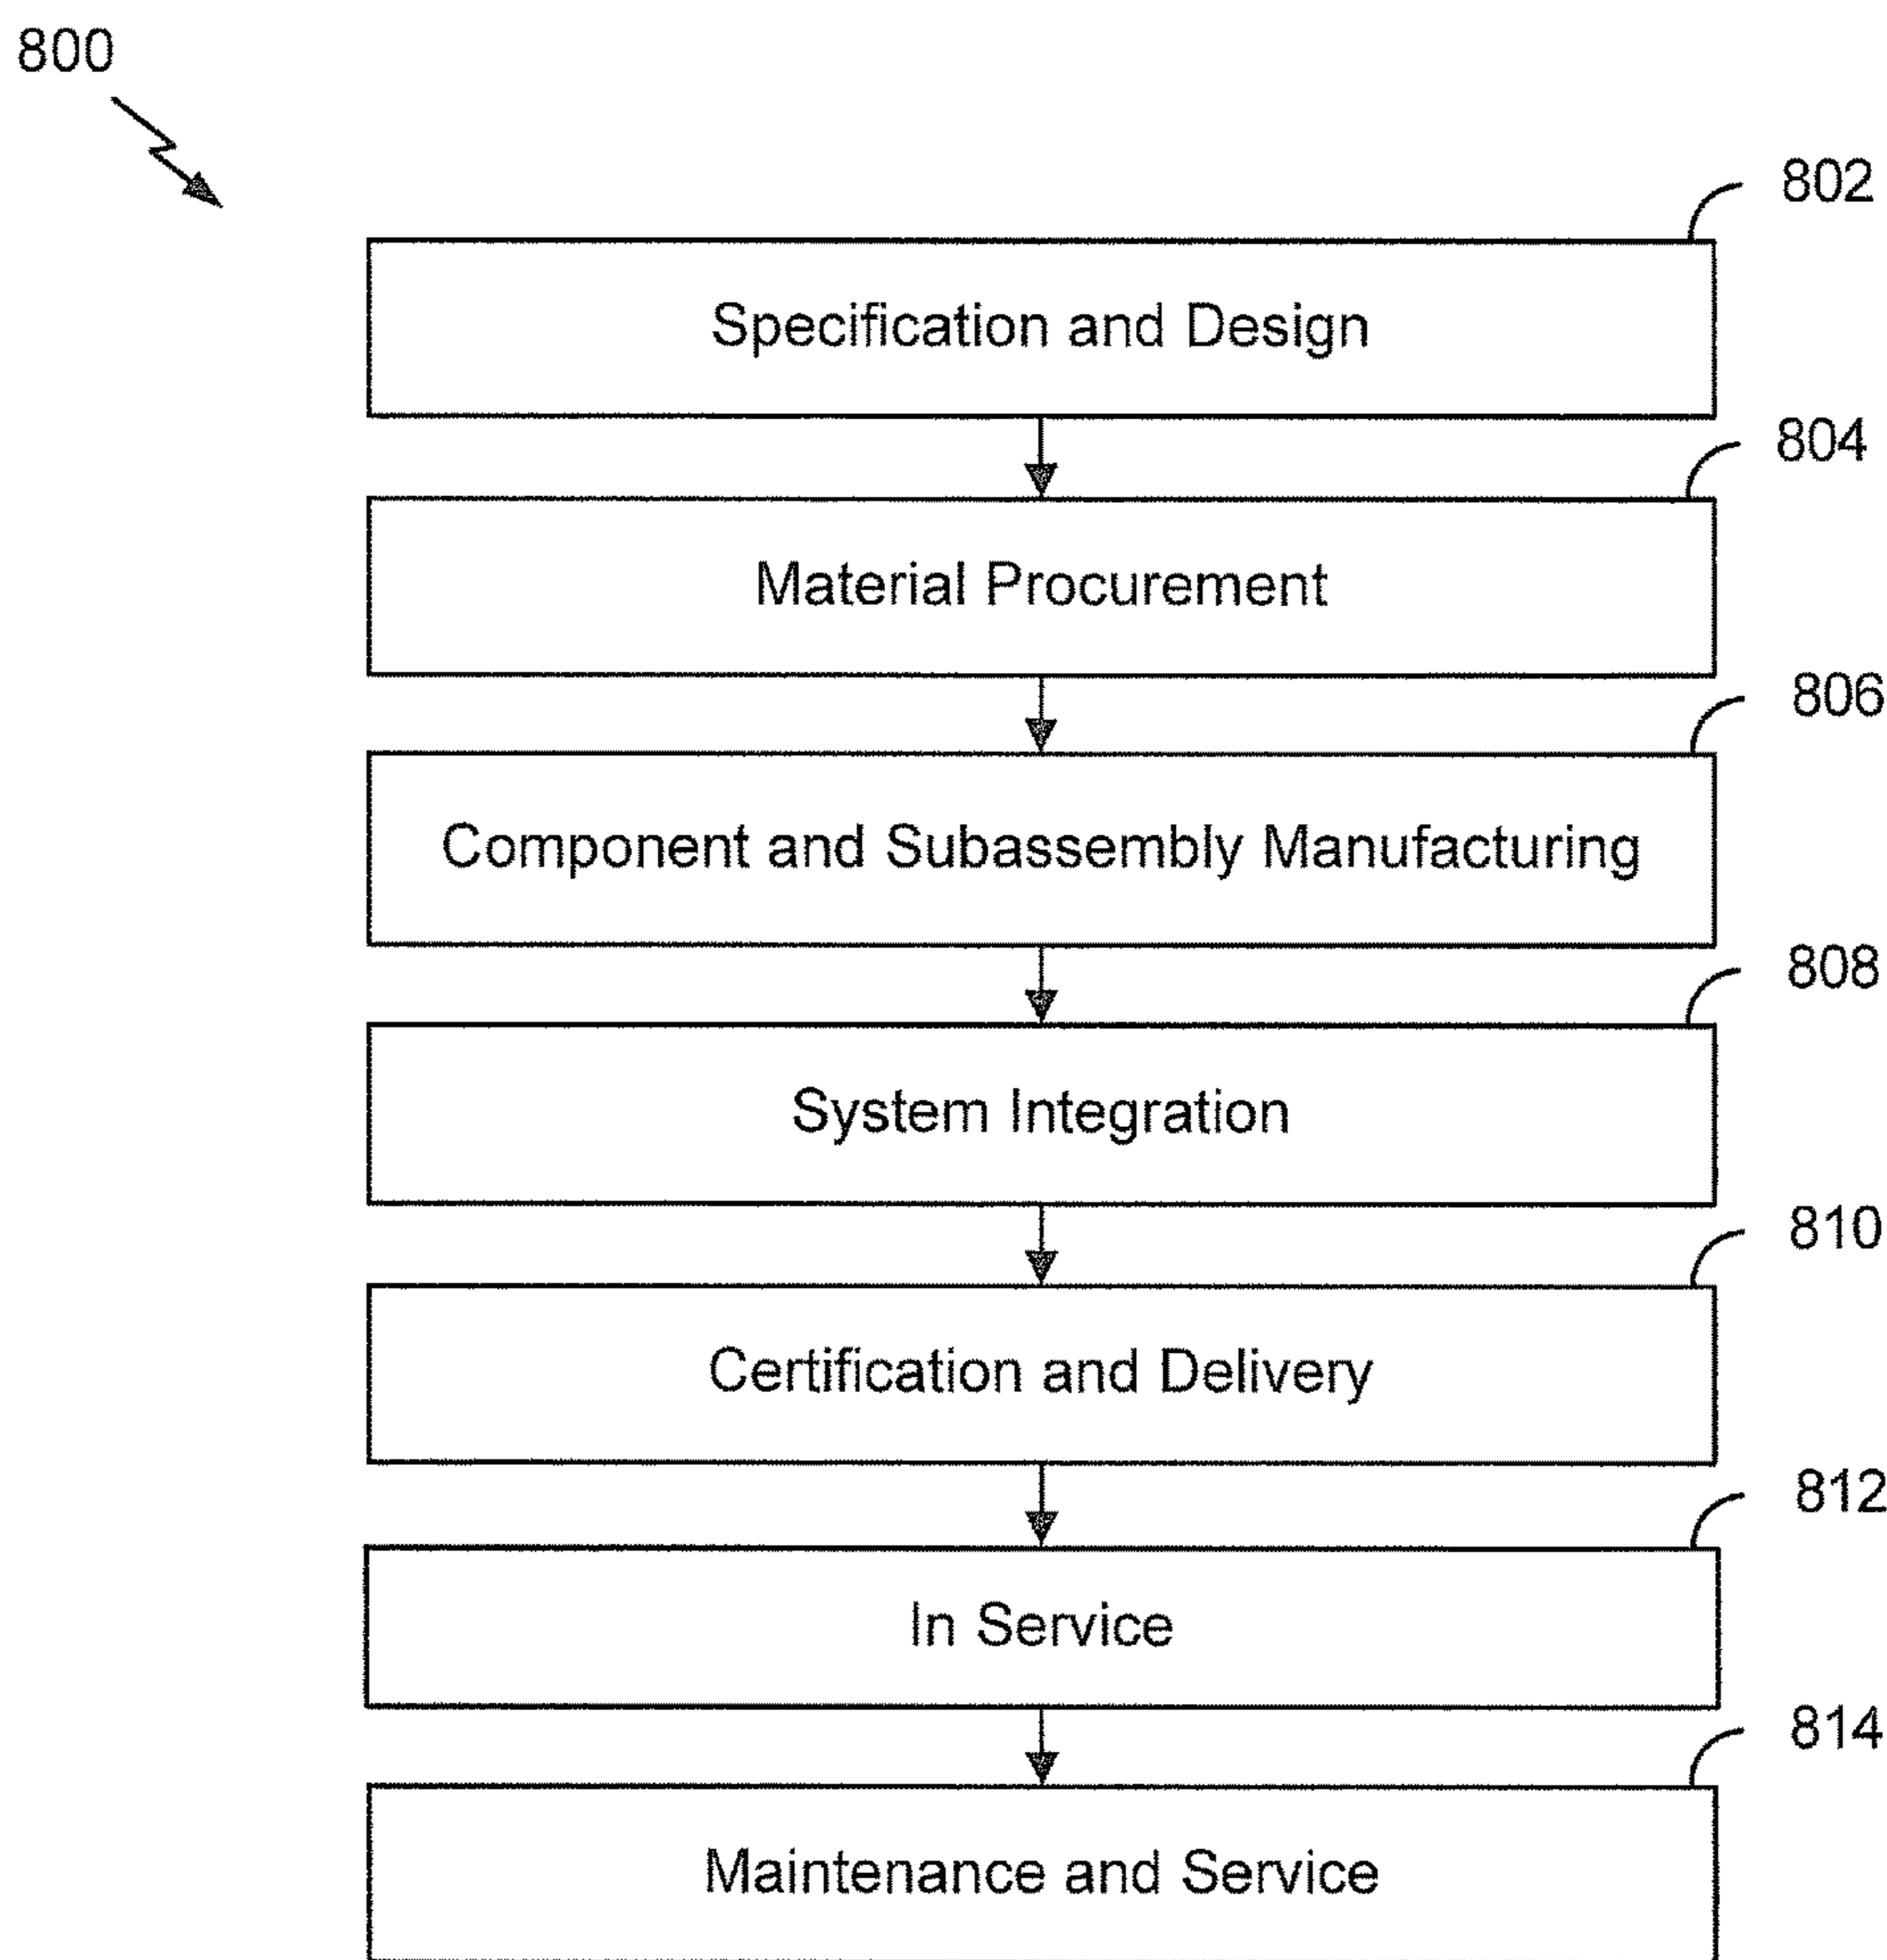 800
802
Specification and Design
804
Material Procurement
806
Component and Subassembly Manufacturing
808
System Integration
810
Certification and Delivery
812
In Service
814
Maintenance and Service